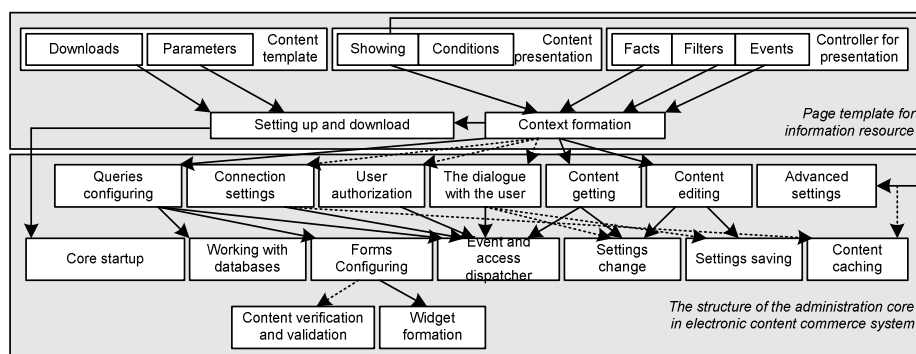 Downloads
Parameters
Content
template
Showing
Conditions
Content
presentation
Facts
Filters
Events
Controller for
presentation
Setting up and download
Context formation
Page template for
information resource
Queries
configuring
Connection
settings
User
authorization
The dialogue
with the user
Content
getting
Content
editing
Advanced
settings
Core startup
Working with
databases
Forms
Configuring
Event and
access
dispatcher
Settings
change
Settings saving
Content
caching
Content verification
and validation
Widget
formation
The structure of the administration core
in electronic content commerce system